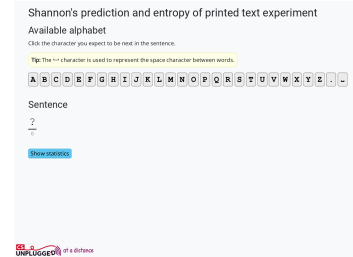 Shannon's prediction and entropy of printed text experiment
Available alphabet
Click the character you expect to be next in the sentence.
Tip: The ␣ character is used to represent the space character between words.
A B C D E F G H I J K L M N O P Q R S T U V W X Y Z . ␣
Sentence
?
0
Show statistics
CS
UNPLUGGED at a distance